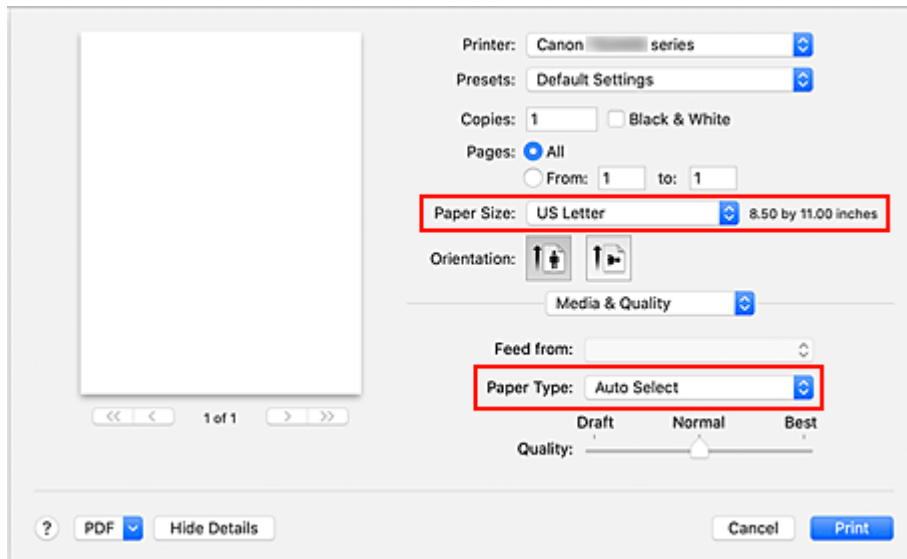 Printer: Canon series
Presets: Default Settings
Copies: 1 Black & White
Pages: All
From: 1 to: 1
Paper Size: US Letter 8.50 by 11.00 inches
Orientation:
Media & Quality
Feed from:
Paper Type: Auto Select
<< < 1 of 1 > >>
Draft Normal Best
Quality:
? PDF Hide Details Cancel Print